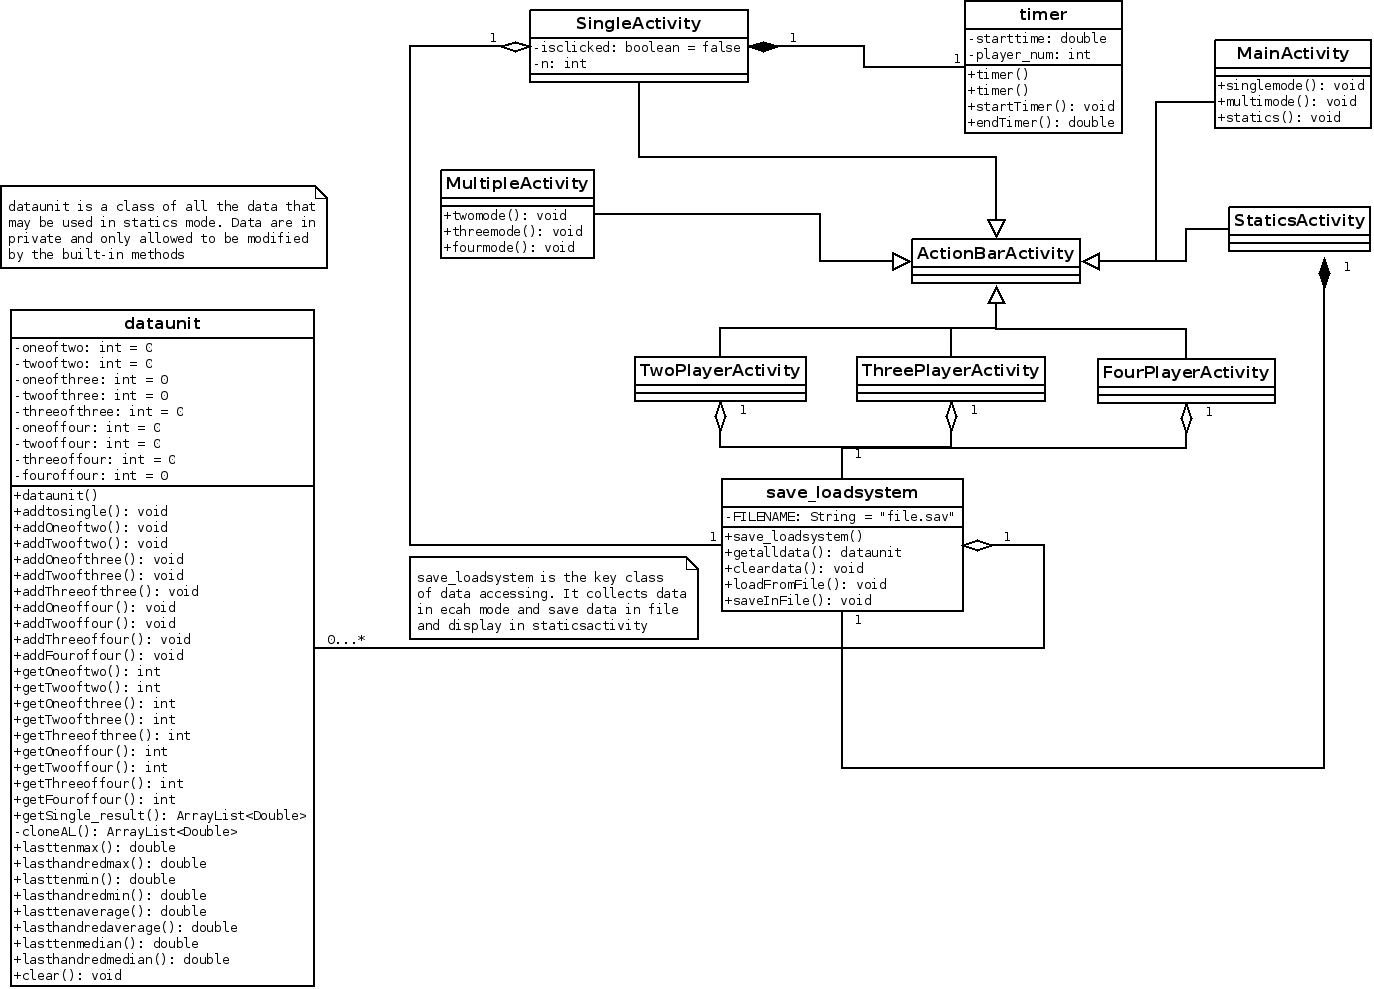 SingleActivity
-isclicked: boolean = false
-n: int
1
1
timer
-starttime: double
-player_num: int
+timer()
+timer()
+startTimer(): void
+endTimer(): double
1
MainActivity
+singlemode(): void
+multimode(): void
+statics(): void
MultipleActivity
+twomode(): void
+threemode(): void
+fourmode(): void
dataunit is a class of all the data that
may be used in statics mode. Data are in
private and only allowed to be modified
by the built-in methods
ActionBarActivity
StaticsActivity
1
dataunit
-oneoftwo: int = 0
-twooftwo: int = 0
-oneofthree: int = 0
-twoofthree: int = 0
-threeofthree: int = 0
-oneoffour: int = 0
-twooffour: int = 0
-threeoffour: int = 0
-fouroffour: int = 0
+dataunit()
+addtosingle(): void
+addOneoftwo(): void
+addTwooftwo(): void
+addOneofthree(): void
+addTwoofthree(): void
+addThreeofthree(): void
+addOneoffour(): void
+addTwooffour(): void
+addThreeoffour(): void
+addFouroffour(): void
+getOneoftwo(): int
+getTwooftwo(): int
+getOneofthree(): int
+getTwoofthree(): int
+getThreeofthree(): int
+getOneoffour(): int
+getTwooffour(): int
+getThreeoffour(): int
+getFouroffour(): int
+getSingle_result(): ArrayList<Double>
-cloneAL(): ArrayList<Double>
+lasttenmax(): double
+lasthandredmax(): double
+lasttenmin(): double
+lasthandredmin(): double
+lasttenaverage(): double
+lasthandredaverage(): double
+lasttenmedian(): double
+lasthandredmedian(): double
+clear(): void
0...*
TwoPlayerActivity
1
ThreePlayerActivity
1
FourPlayerActivity
1
1
save_loadsystem
-FILENAME: String = "file.sav"
+save_loadsystem()
+getalldata(): dataunit
+cleardata(): void
+loadFromFile(): void
+saveInFile(): void
1
1
1
save_loadsystem is the key class
of data accessing. It collects data
in ecah mode and save data in file
and display in staticsactivity